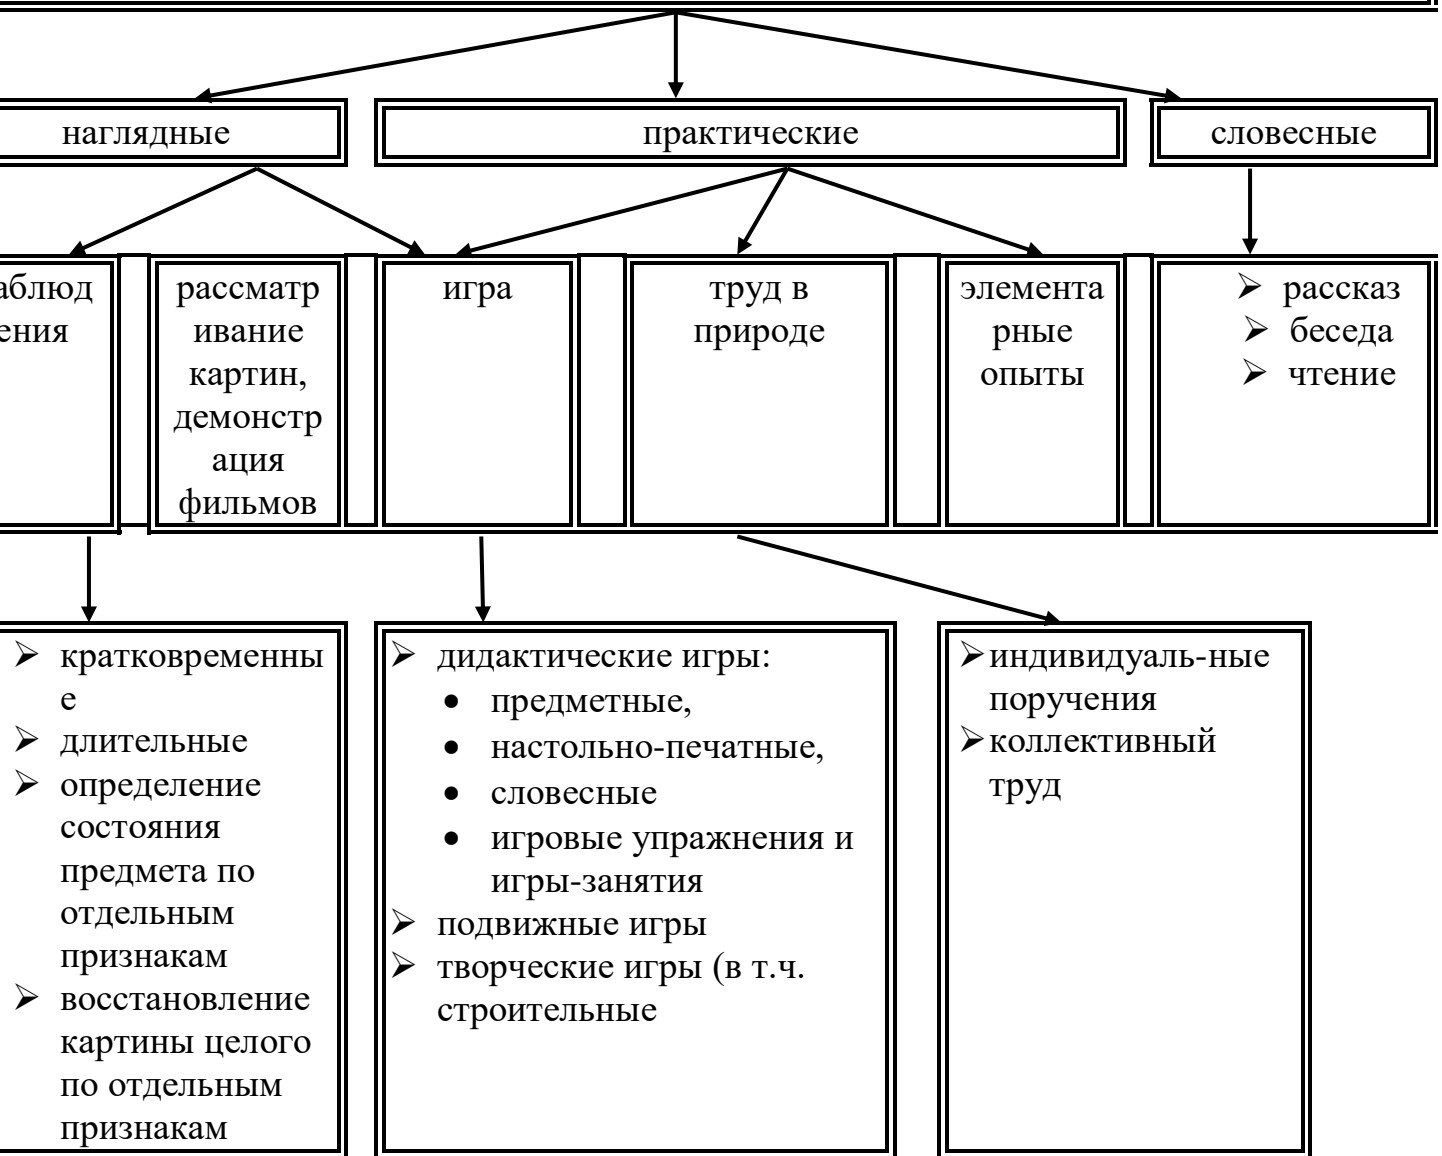 наглядные
практические
словесные
аблюд
ения
рассматр
ивание
картин,
демонстр
ация
фильмов
игра
труд в
природе
элемента
рные
опыты
➢ рассказ
➢ беседа
➢ чтение
➢ кратковременны
е
➢ длительные
➢ определение
состояния
предмета по
отдельным
признакам
➢ восстановление
картины целого
по отдельным
признакам
➢ дидактические игры:
• предметные,
• настольно-печатные,
• словесные
• игровые упражнения и
игры-занятия
➢ подвижные игры
➢ творческие игры (в т.ч.
строительные
➢ индивидуаль-ные
поручения
➢ коллективный
труд